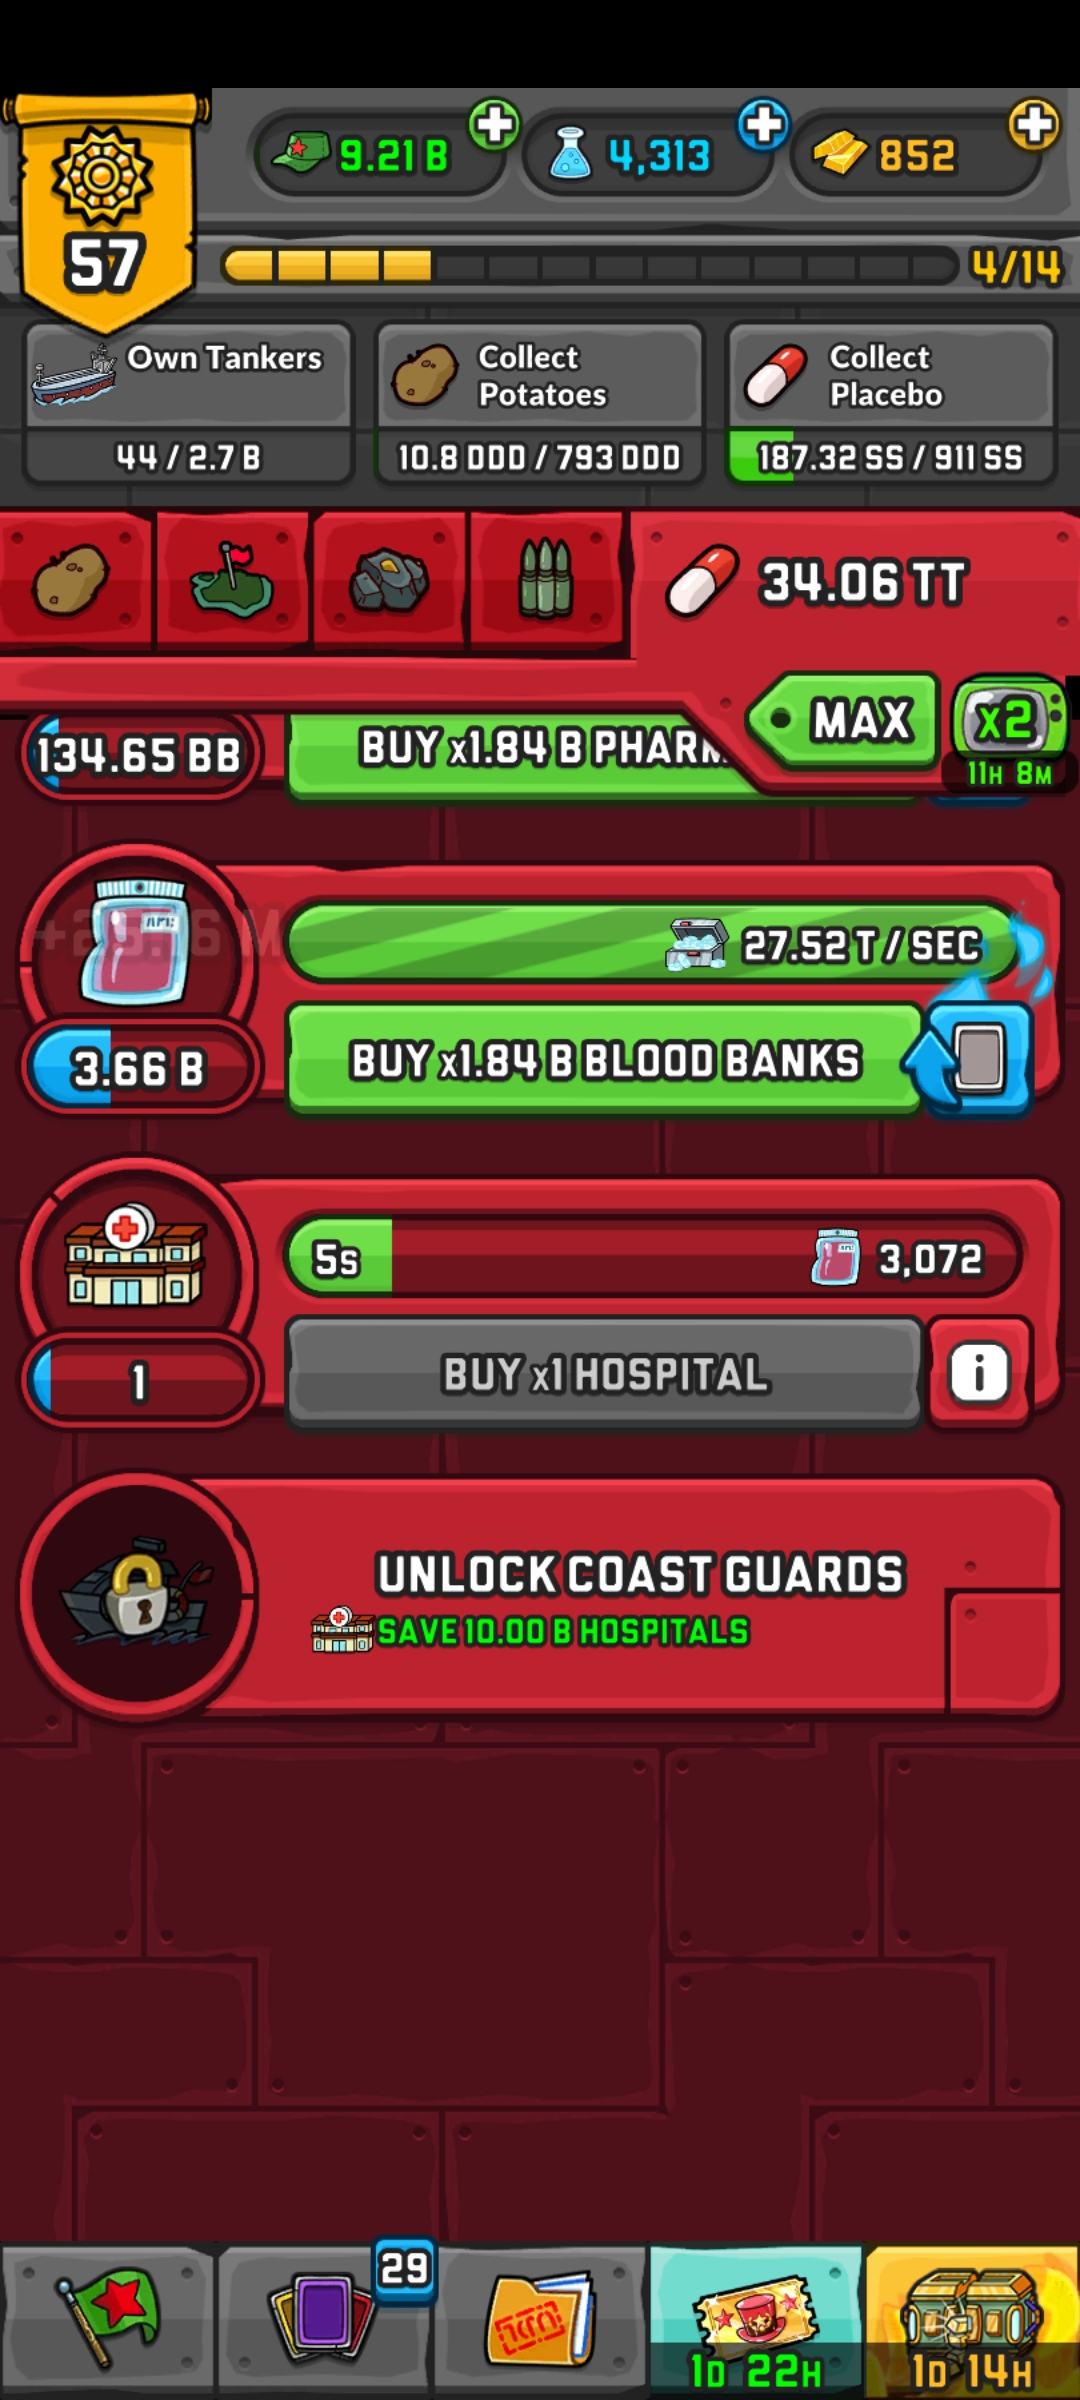 57
9.21 B
4,313
852
4/14
Own Tankers
44 / 2.7 B
Collect
Potatoes
10.8 DDD / 793 DDD
Collect
Placebo
187.32 SS / 911 SS
34.06 TT
MAX
x2
11H 8M
134.65 BB
BUY x1.84 B
27.52 T / SEC
3.66 B
BUY x1.84 B BLOOD BANKS
5s
3,072
1
BUY x1 HOSPITAL
i
UNLOCK COAST GUARDS
SAVE 10.00 B HOSPITALS
29
1D 22H
1D 14H